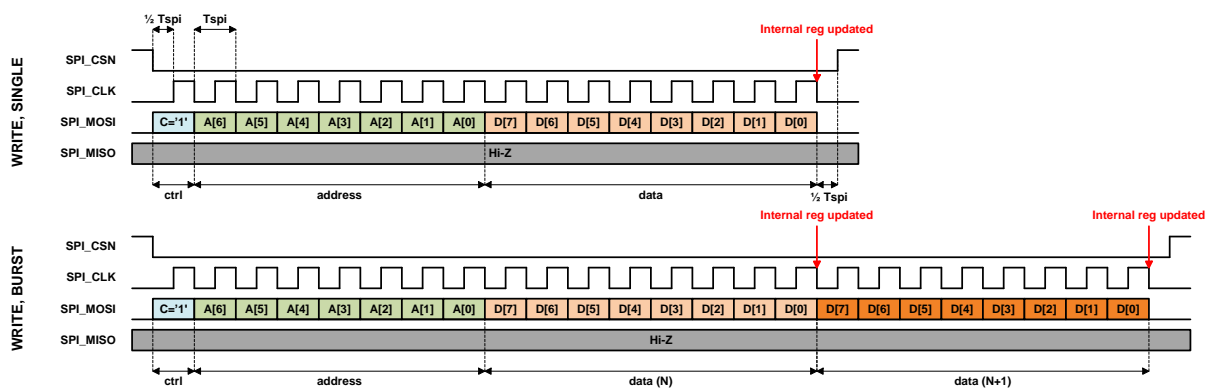 ½ Tspi Tspi
Internal reg updated
WRITE, SINGLE
SPI_CSN
SPI_CLK
SPI_MOSI C='1' A[6] A[5] A[4] A[3] A[2] A[1] A[0] D[7] D[6] D[5] D[4] D[3] D[2] D[1] D[0]
SPI_MISO Hi-Z
ctrl address data ½ Tspi
Internal reg updated Internal reg updated
WRITE, BURST
SPI_CSN
SPI_CLK
SPI_MOSI C='1' A[6] A[5] A[4] A[3] A[2] A[1] A[0] D[7] D[6] D[5] D[4] D[3] D[2] D[1] D[0] D[7] D[6] D[5] D[4] D[3] D[2] D[1] D[0]
SPI_MISO Hi-Z
ctrl address data (N) data (N+1)